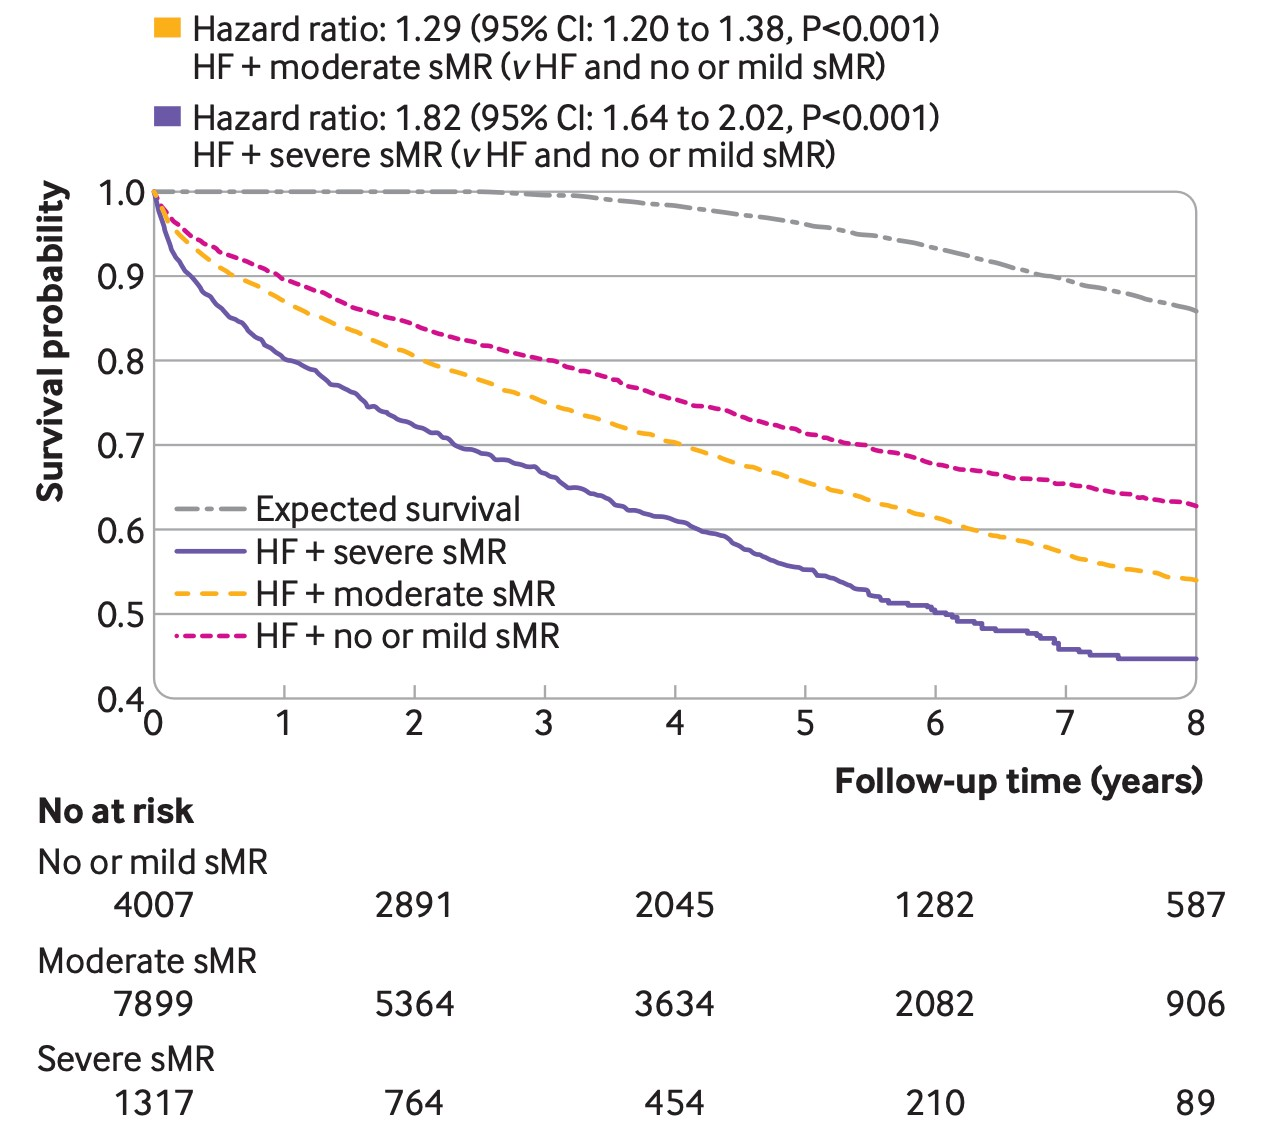 Hazard ratio: 1.29 (95% CI: 1.20 to 1.38, P<0.001)
HF + moderate sMR (v HF and no or mild sMR)
Hazard ratio: 1.82 (95% CI: 1.64 to 2.02, P<0.001)
HF + severe sMR (v HF and no or mild sMR)
Survival probability
1.0
0.9
0.8
0.7
0.6
0.5
0.4
Expected survival
HF + severe sMR
HF + moderate sMR
HF + no or mild sMR
0 1 2 3 4 5 6 7 8
Follow-up time (years)
No at risk
No or mild sMR
4007 2891 2045 1282 587
Moderate sMR
7899 5364 3634 2082 906
Severe sMR
1317 764 454 210 89